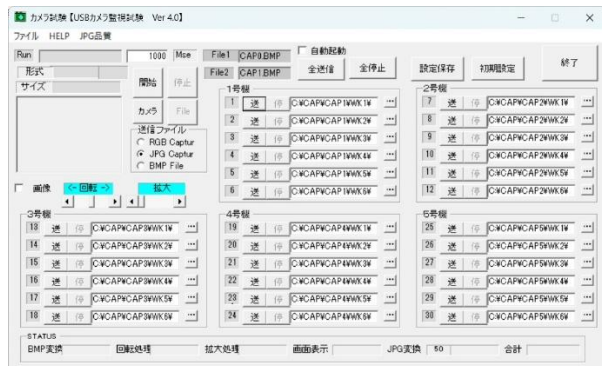 カメラ試験【USBカメラ監視試験 Ver 4.0】
ファイル HELP JPG品質
Run 1000 Mse File1 CAP0.BMP 自動起動
形式 開始 停止 File2 CAP1.BMP 全送信 全停止 設定保存 初期設定 終了
サイズ
カメラ File
送信ファイル
RGB Captur
JPG Captur
BMP File
画像 <- 回転 -> 拡大
1号機
1 送 停 C:¥CAP¥CAP1¥WK1¥ ...
2 送 停 C:¥CAP¥CAP1¥WK2¥ ...
3 送 停 C:¥CAP¥CAP1¥WK3¥ ...
4 送 停 C:¥CAP¥CAP1¥WK4¥ ...
5 送 停 C:¥CAP¥CAP1¥WK5¥ ...
6 送 停 C:¥CAP¥CAP1¥WK6¥ ...
2号機
7 送 停 C:¥CAP¥CAP2¥WK1¥ ...
8 送 停 C:¥CAP¥CAP2¥WK2¥ ...
9 送 停 C:¥CAP¥CAP2¥WK3¥ ...
10 送 停 C:¥CAP¥CAP2¥WK4¥ ...
11 送 停 C:¥CAP¥CAP2¥WK5¥ ...
12 送 停 C:¥CAP¥CAP2¥WK6¥ ...
3号機
13 送 停 C:¥CAP¥CAP3¥WK1¥ ...
14 送 停 C:¥CAP¥CAP3¥WK2¥ ...
15 送 停 C:¥CAP¥CAP3¥WK3¥ ...
16 送 停 C:¥CAP¥CAP3¥WK4¥ ...
17 送 停 C:¥CAP¥CAP3¥WK5¥ ...
18 送 停 C:¥CAP¥CAP3¥WK6¥ ...
4号機
19 送 停 C:¥CAP¥CAP4¥WK1¥ ...
20 送 停 C:¥CAP¥CAP4¥WK2¥ ...
21 送 停 C:¥CAP¥CAP4¥WK3¥ ...
22 送 停 C:¥CAP¥CAP4¥WK4¥ ...
23 送 停 C:¥CAP¥CAP4¥WK5¥ ...
24 送 停 C:¥CAP¥CAP4¥WK6¥ ...
5号機
25 送 停 C:¥CAP¥CAP5¥WK1¥ ...
26 送 停 C:¥CAP¥CAP5¥WK2¥ ...
27 送 停 C:¥CAP¥CAP5¥WK3¥ ...
28 送 停 C:¥CAP¥CAP5¥WK4¥ ...
29 送 停 C:¥CAP¥CAP5¥WK5¥ ...
30 送 停 C:¥CAP¥CAP5¥WK6¥ ...
STATUS
BMP変換 回転処理 拡大処理 画面表示 JPG変換 50 合計